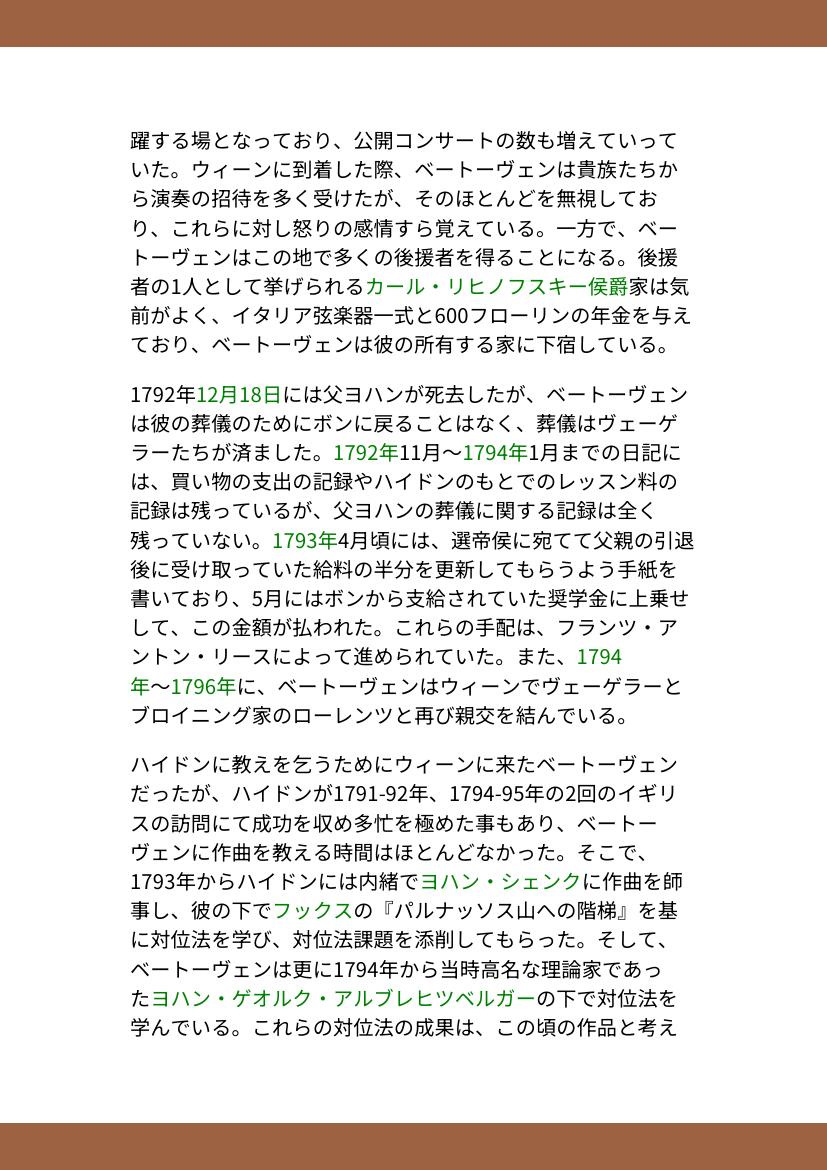 躍する場となっており、公開コンサートの数も増えていって
いた。ウィーンに到着した際、ベートーヴェンは貴族たちか
ら演奏の招待を多く受けたが、そのほとんどを無視してお
り、これらに対し怒りの感情すら覚えている。一方で、ベー
トーヴェンはこの地で多くの後援者を得ることになる。後援
者の1人として挙げられるカール・リヒノフスキー侯爵家は気
前がよく、イタリア弦楽器一式と600フローリンの年金を与え
ており、ベートーヴェンは彼の所有する家に下宿している。
1792年12月18日には父ヨハンが死去したが、ベートーヴェン
は彼の葬儀のためにボンに戻ることはなく、葬儀はヴェーゲ
ラーたちが済ました。1792年11月〜1794年1月までの日記に
は、買い物の支出の記録やハイドンのもとでのレッスン料の
記録は残っているが、父ヨハンの葬儀に関する記録は全く
残っていない。1793年4月頃には、選帝侯に宛てて父親の引退
後に受け取っていた給料の半分を更新してもらうよう手紙を
書いており、5月にはボンから支給されていた奨学金に上乗せ
して、この金額が払われた。これらの手配は、フランツ・ア
ントン・リースによって進められていた。また、1794
年〜1796年に、ベートーヴェンはウィーンでヴェーゲラーと
ブロイニング家のローレンツと再び親交を結んでいる。
ハイドンに教えを乞うためにウィーンに来たベートーヴェン
だったが、ハイドンが1791-92年、1794-95年の2回のイギリ
スの訪問にて成功を収め多忙を極めた事もあり、ベートー
ヴェンに作曲を教える時間はほとんどなかった。そこで、
1793年からハイドンには内緒でヨハン・シェンクに作曲を師
事し、彼の下でフックスの『パルナッソス山への階梯』を基
に対位法を学び、対位法課題を添削してもらった。そして、
ベートーヴェンは更に1794年から当時高名な理論家であっ
たヨハン・ゲオルク・アルブレヒツベルガーの下で対位法を
学んでいる。これらの対位法の成果は、この頃の作品と考え